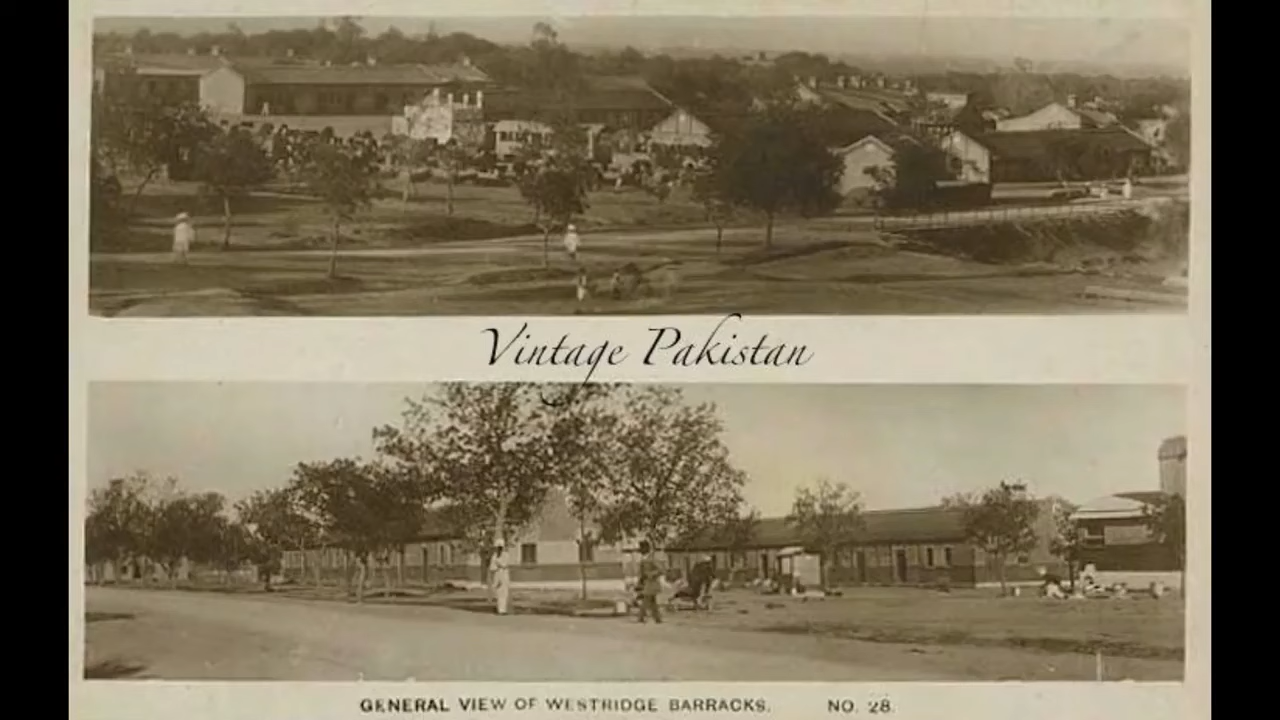 Vintage Pakistan
GENERAL VIEW OF WESTRIDGE BARRACKS. NO. 28.